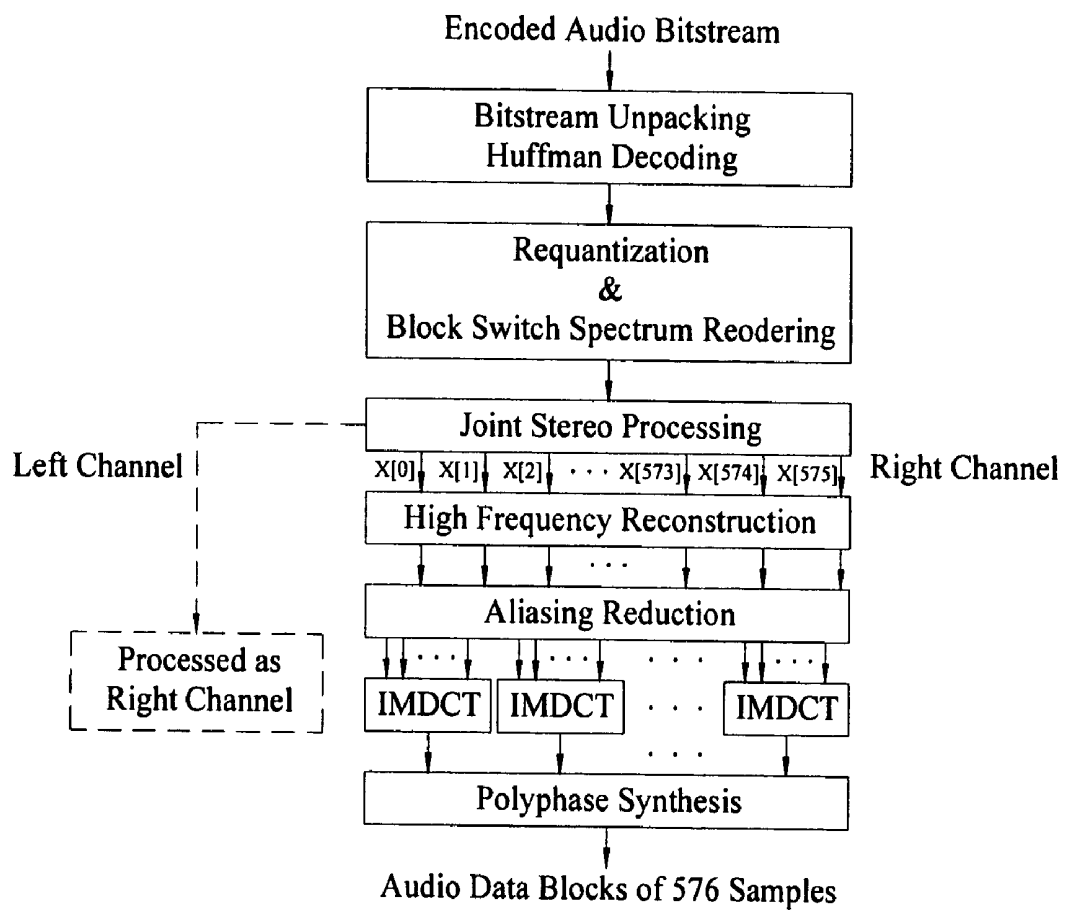 Encoded Audio Bitstream
Bitstream Unpacking
Huffman Decoding
Requantization
&
Block Switch Spectrum Reodering
Joint Stereo Processing
Left Channel
X[0] X[1] X[2] · · · X[573] X[574] X[575]
Right Channel
High Frequency Reconstruction
· · ·
Aliasing Reduction
· · · · · · · · · · · ·
Processed as
Right Channel
IMDCT IMDCT · · · IMDCT
· · ·
Polyphase Synthesis
Audio Data Blocks of 576 Samples